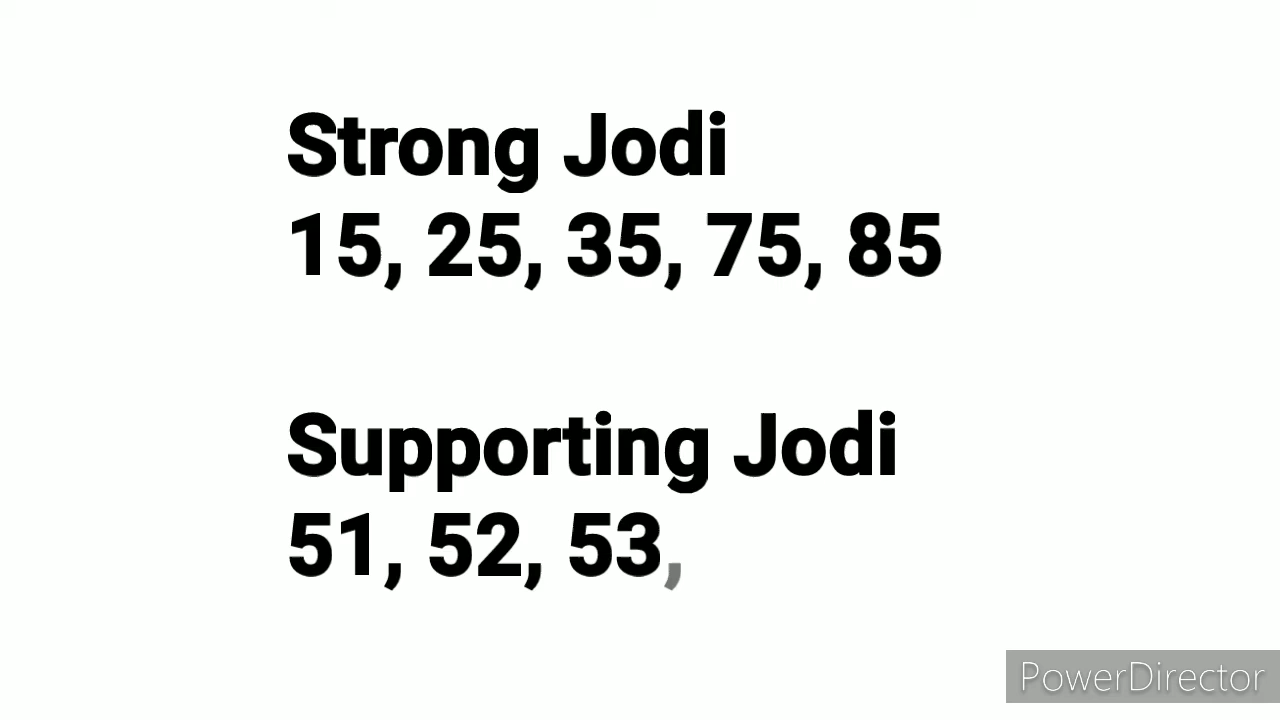 Strong Jodi
15, 25, 35, 75, 85
Supporting Jodi
51, 52, 53,
PowerDirector